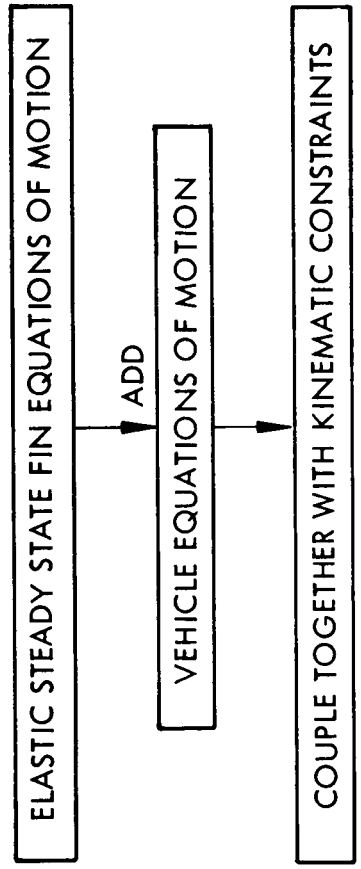 ELASTIC STEADY STATE FIN EQUATIONS OF MOTION
ADD
VEHICLE EQUATIONS OF MOTION
COUPLE TOGETHER WITH KINEMATIC CONSTRAINTS